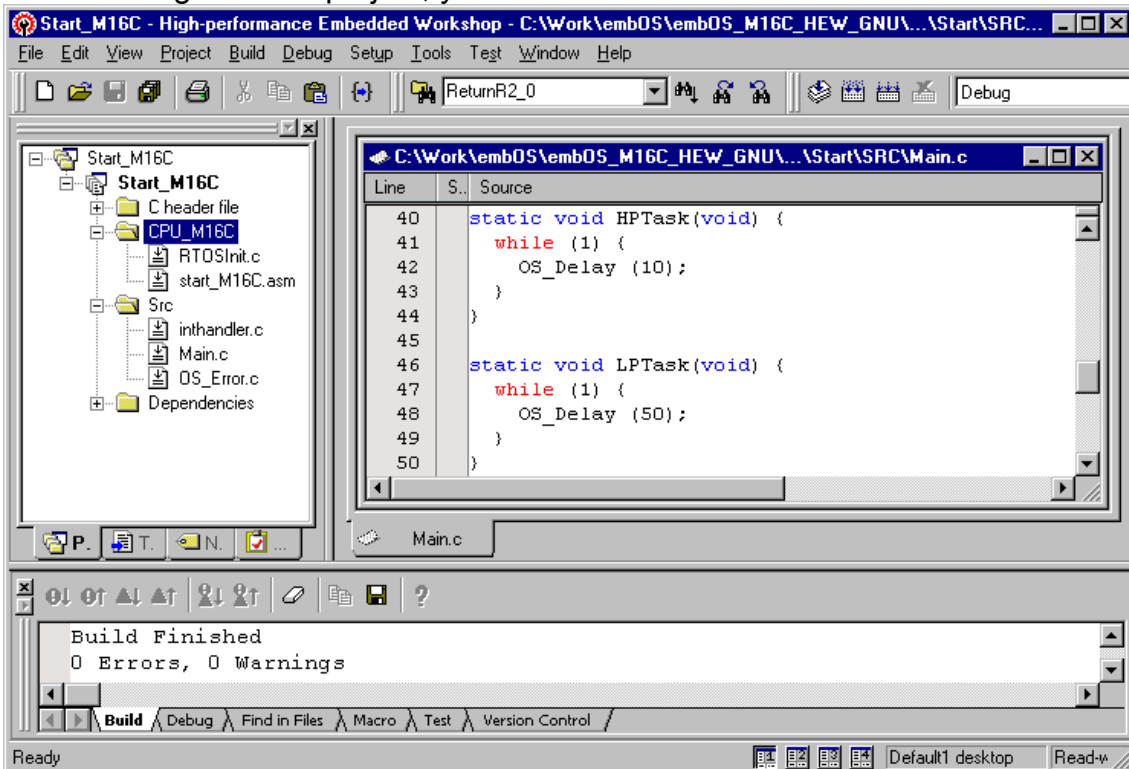 Start_M16C - High-performance Embedded Workshop - C:\Work\embOS\embOS_M16C_HEW_GNU\...\Start\SRC...
File Edit View Project Build Debug Setup Tools Test Window Help
ReturnR2_0
Debug
Start_M16C
Start_M16C
C header file
CPU_M16C
RTOSInit.c
start_M16C.asm
Src
inthandler.c
Main.c
OS_Error.c
Dependencies
P. T. N. ...
C:\Work\embOS\embOS_M16C_HEW_GNU\...\Start\SRC\Main.c
Line S.. Source
40 static void HPTask(void) {
41 while (1) {
42 OS_Delay (10);
43 }
44 }
45
46 static void LPTask(void) {
47 while (1) {
48 OS_Delay (50);
49 }
50 }
Main.c
Build Finished
0 Errors, 0 Warnings
Build Debug Find in Files Macro Test Version Control
Ready
1 2 3 4 Default1 desktop Read-w